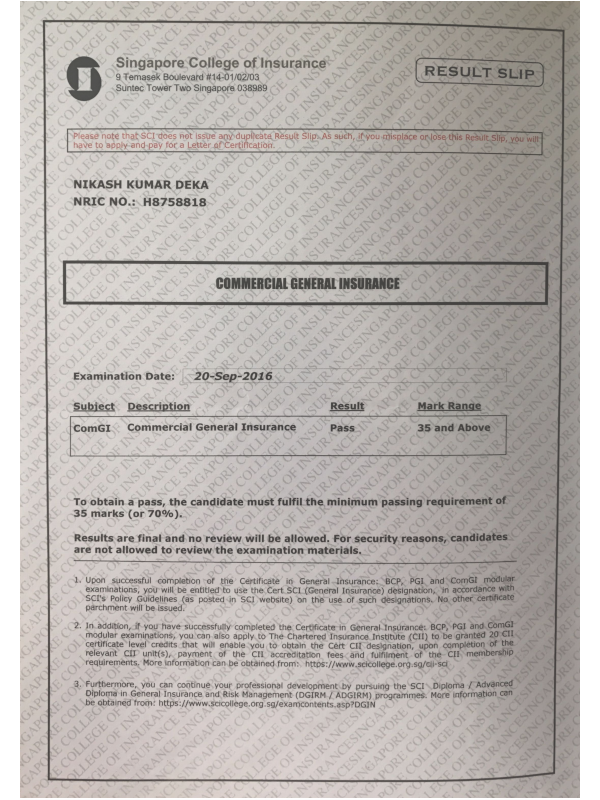 Singapore College of Insurance
9 Temasek Boulevard #14-01/02/03
Suntec Tower Two Singapore 038989
RESULT SLIP
Please note that SCI does not issue any duplicate Result Slip. As such, if you misplace or lose this Result Slip, you will
have to apply and pay for a Letter of Certification.
NIKASH KUMAR DEKA
NRIC NO.: H8758818
COMMERCIAL GENERAL INSURANCE
Examination Date: 20-Sep-2016
Subject Description Result Mark Range
ComGI Commercial General Insurance Pass 35 and Above
To obtain a pass, the candidate must fulfil the minimum passing requirement of
35 marks (or 70%).
Results are final and no review will be allowed. For security reasons, candidates
are not allowed to review the examination materials.
1. Upon successful completion of the Certificate in General Insurance: BCP, PGI and ComGI modular
examinations, you will be entitled to use the Cert SCI (General Insurance) designation, in accordance with
SCI's Policy Guidelines (as posted in SCI website) on the use of such designations. No other certificate
parchment will be issued.
2. In addition, if you have successfully completed the Certificate in General Insurance: BCP, PGI and ComGI
modular examinations, you can also apply to The Chartered Insurance Institute (CII) to be granted 20 CII
certificate level credits that will enable you to obtain the Cert CII designation, upon completion of the
relevant CII unit(s), payment of the CII accreditation fees and fulfilment of the CII membership
requirements. More information can be obtained from: https://www.scicollege.org.sg/cii-sci
3. Furthermore, you can continue your professional development by pursuing the SCI Diploma / Advanced
Diploma in General Insurance and Risk Management (DGIRM / ADGIRM) programmes. More information can
be obtained from: https://www.scicollege.org.sg/examcontents.asp?DGIN